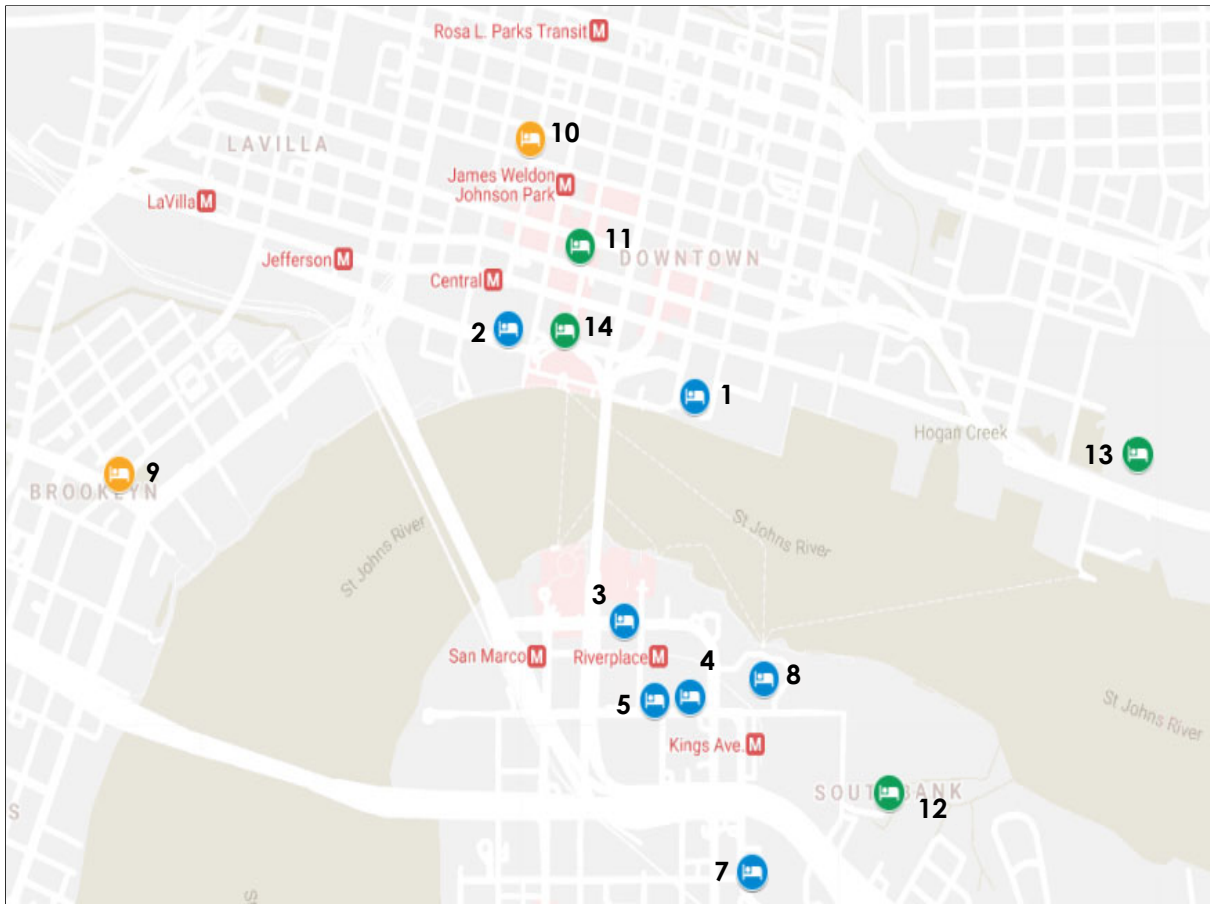 Rosa L. Parks Transit M
10
LAVILLA
James Weldon
Johnson Park M
LaVilla M
11
DOWNTOWN
Jefferson M
Central M
2
14
1
Hogan Creek
13
9
BROOKLYN
St Johns River
St Johns River
3
San Marco M
Riverplace M
4
8
5
St Johns River
Kings Ave. M
SOUTHBANK
12
S
7